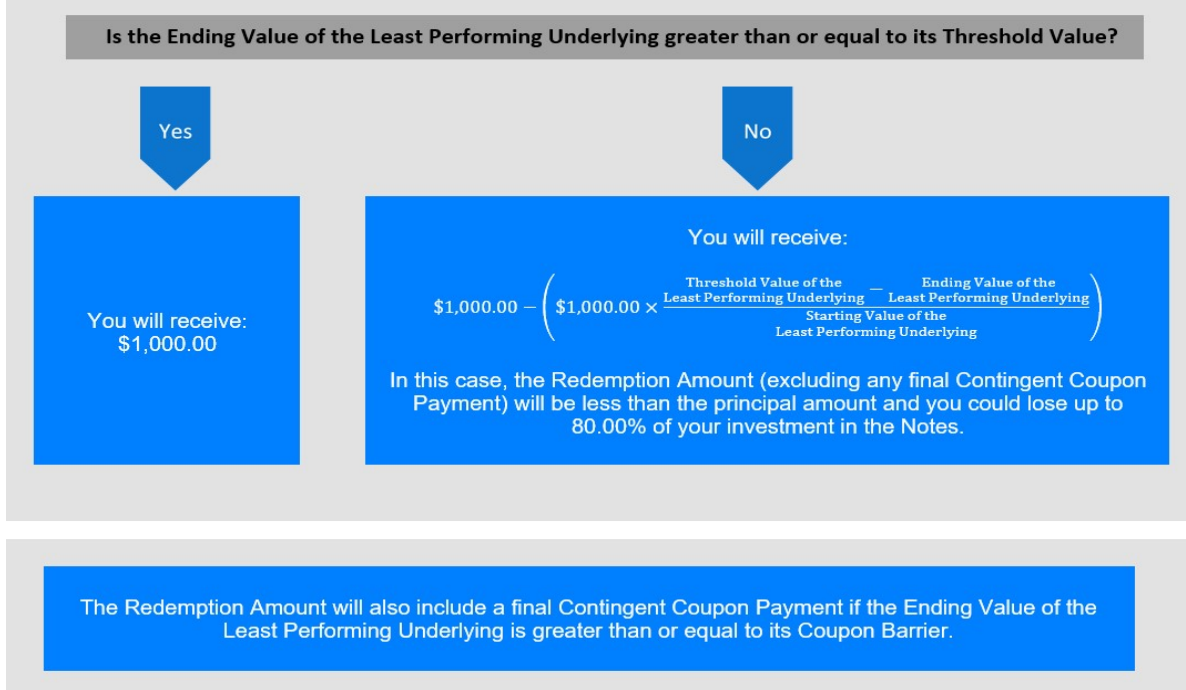 Is the Ending Value of the Least Performing Underlying greater than or equal to its Threshold Value?
Yes
No
You will receive:
$1,000.00
You will receive:
$1,000.00 − ($1,000.00 × (Threshold Value of the Least Performing Underlying − Ending Value of the Least Performing Underlying) / Starting Value of the Least Performing Underlying)
In this case, the Redemption Amount (excluding any final Contingent Coupon
Payment) will be less than the principal amount and you could lose up to
80.00% of your investment in the Notes.
The Redemption Amount will also include a final Contingent Coupon Payment if the Ending Value of the
Least Performing Underlying is greater than or equal to its Coupon Barrier.